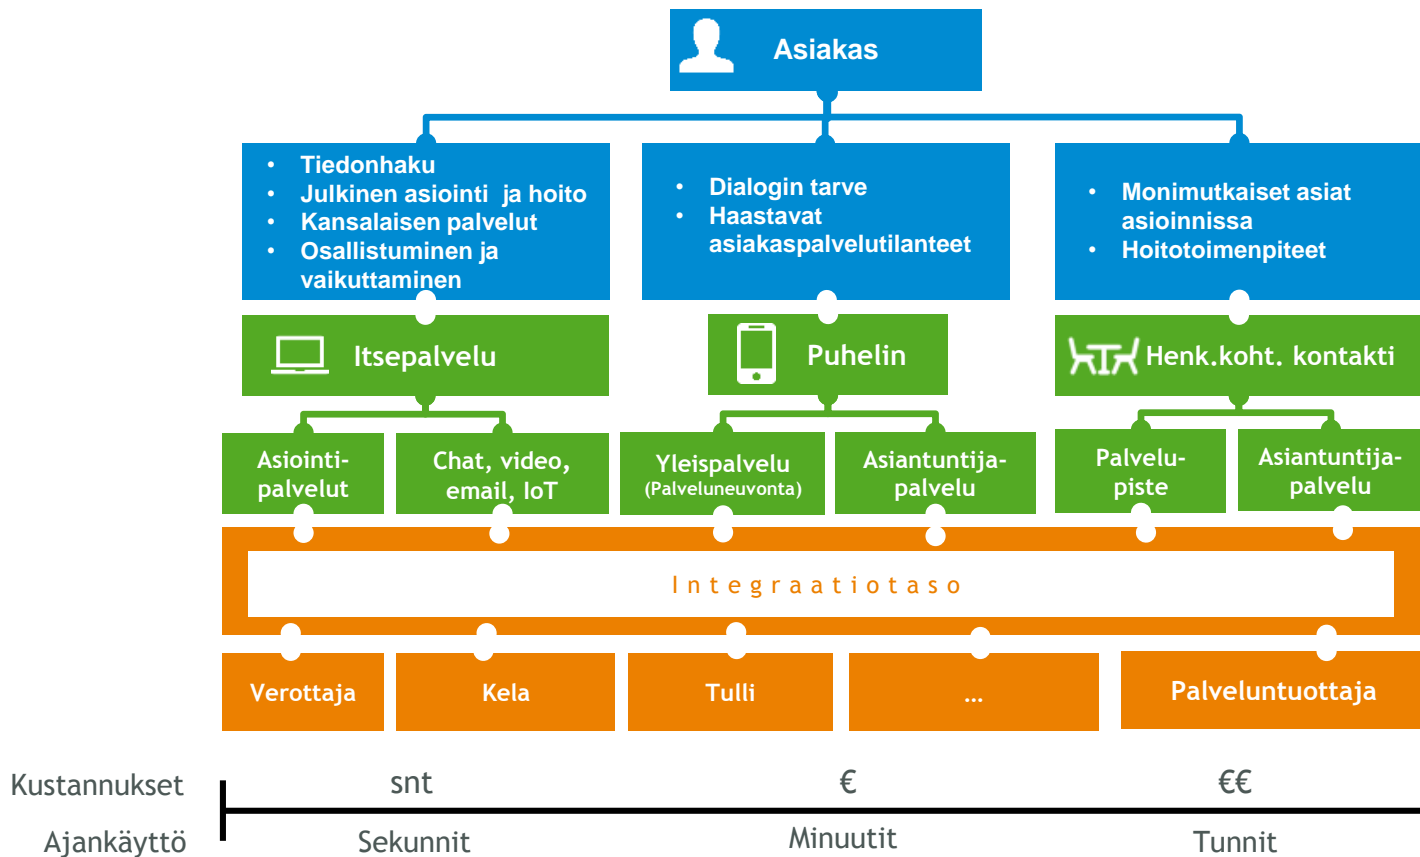 Asiakas
• Tiedonhaku
• Julkinen asiointi ja hoito
• Kansalaisen palvelut
• Osallistuminen ja
vaikuttaminen
• Dialogin tarve
• Haastavat
asiakaspalvelutilanteet
• Monimutkaiset asiat
asioinnissa
• Hoitotoimenpiteet
Itsepalvelu
Puhelin
Henk.koht. kontakti
Asiointi-
palvelut
Chat, video,
email, IoT
Yleispalvelu
(Palveluneuvonta)
Asiantuntija-
palvelu
Palvelu-
piste
Asiantuntija-
palvelu
Integraatiotaso
Verottaja
Kela
Tulli
…
Palveluntuottaja
Kustannukset
snt
€
€€
Ajankäyttö
Sekunnit
Minuutit
Tunnit